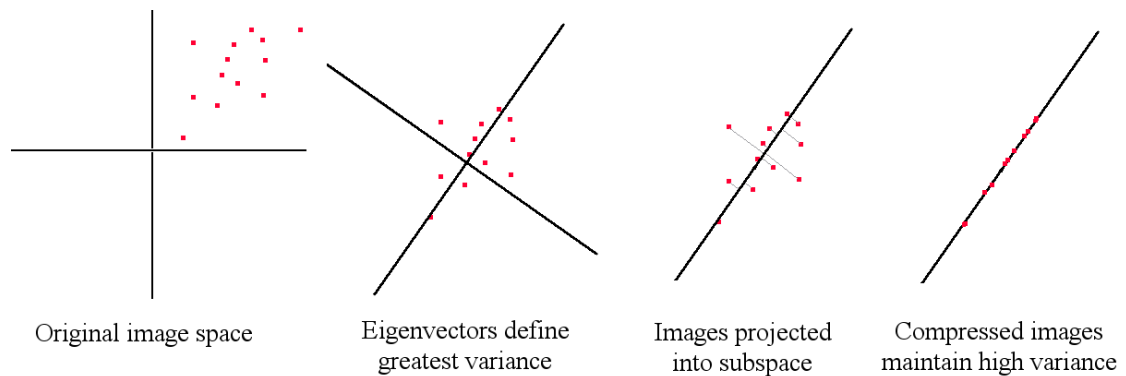 Original image space
Eigenvectors define
greatest variance
Images projected
into subspace
Compressed images
maintain high variance